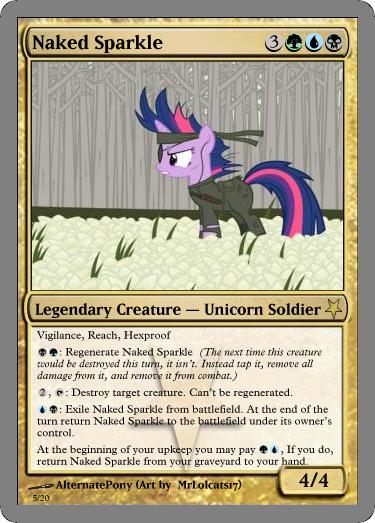 Naked Sparkle 3
Legendary Creature — Unicorn Soldier
Vigilance, Reach, Hexproof
: Regenerate Naked Sparkle (The next time this creature
would be destroyed this turn, it isn't. Instead tap it, remove all
damage from it, and remove it from combat.)
2, : Destroy target creature. Can't be regenerated.
: Exile Naked Sparkle from battlefield. At the end of the
turn return Naked Sparkle to the battlefield under its owner's
control.
At the beginning of your upkeep you may pay , If you do,
return Naked Sparkle from your graveyard to your hand.
4/4
AlternatePony (Art by MrLolcats17)
5/20